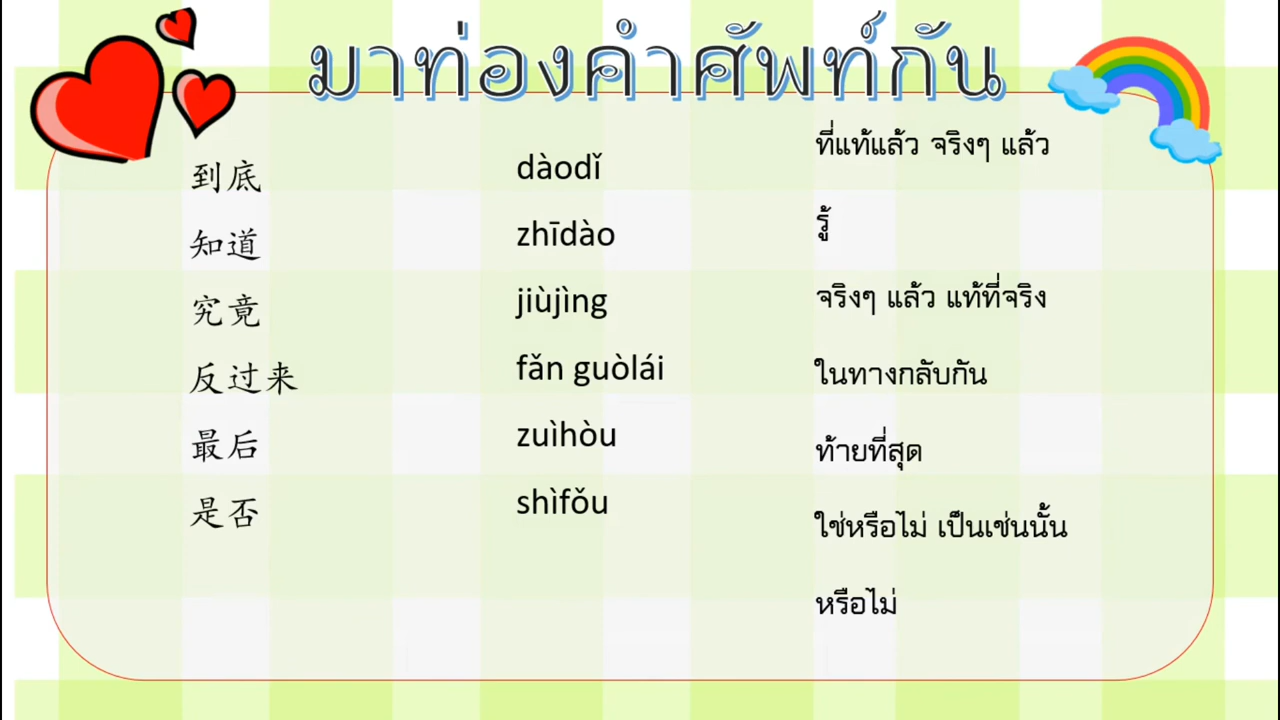 มาท่องคำศัพท์กัน
到底 dàodǐ ที่แท้แล้ว จริงๆ แล้ว
知道 zhīdào รู้
究竟 jiùjìng จริงๆ แล้ว แท้ที่จริง
反过来 fǎn guòlái ในทางกลับกัน
最后 zuìhòu ท้ายที่สุด
是否 shìfǒu ใช่หรือไม่ เป็นเช่นนั้น
หรือไม่